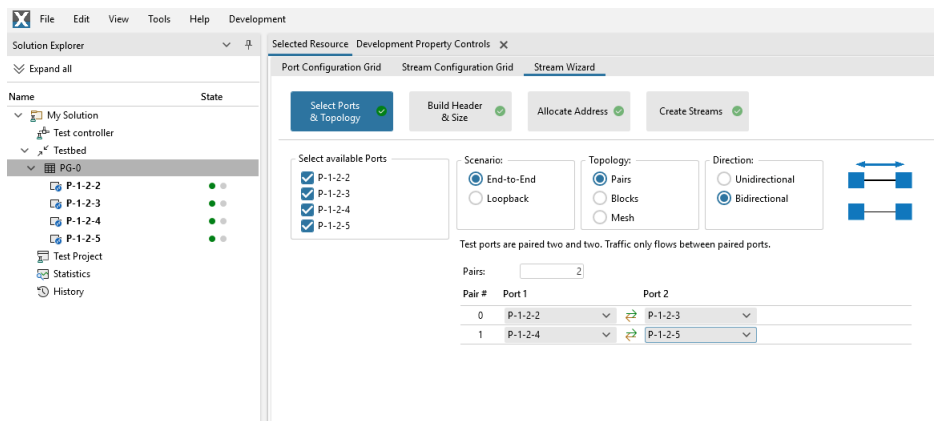 File Edit View Tools Help Development
Solution Explorer
Selected Resource Development Property Controls
Expand all
Port Configuration Grid Stream Configuration Grid Stream Wizard
Name State
My Solution
Test controller
Testbed
PG-0
P-1-2-2
P-1-2-3
P-1-2-4
P-1-2-5
Test Project
Statistics
History
Select Ports
& Topology
Build Header
& Size
Allocate Address
Create Streams
Select available Ports
P-1-2-2
P-1-2-3
P-1-2-4
P-1-2-5
Scenario:
End-to-End
Loopback
Topology:
Pairs
Blocks
Mesh
Direction:
Unidirectional
Bidirectional
Test ports are paired two and two. Traffic only flows between paired ports.
Pairs: 2
Pair # Port 1 Port 2
0 P-1-2-2 P-1-2-3
1 P-1-2-4 P-1-2-5